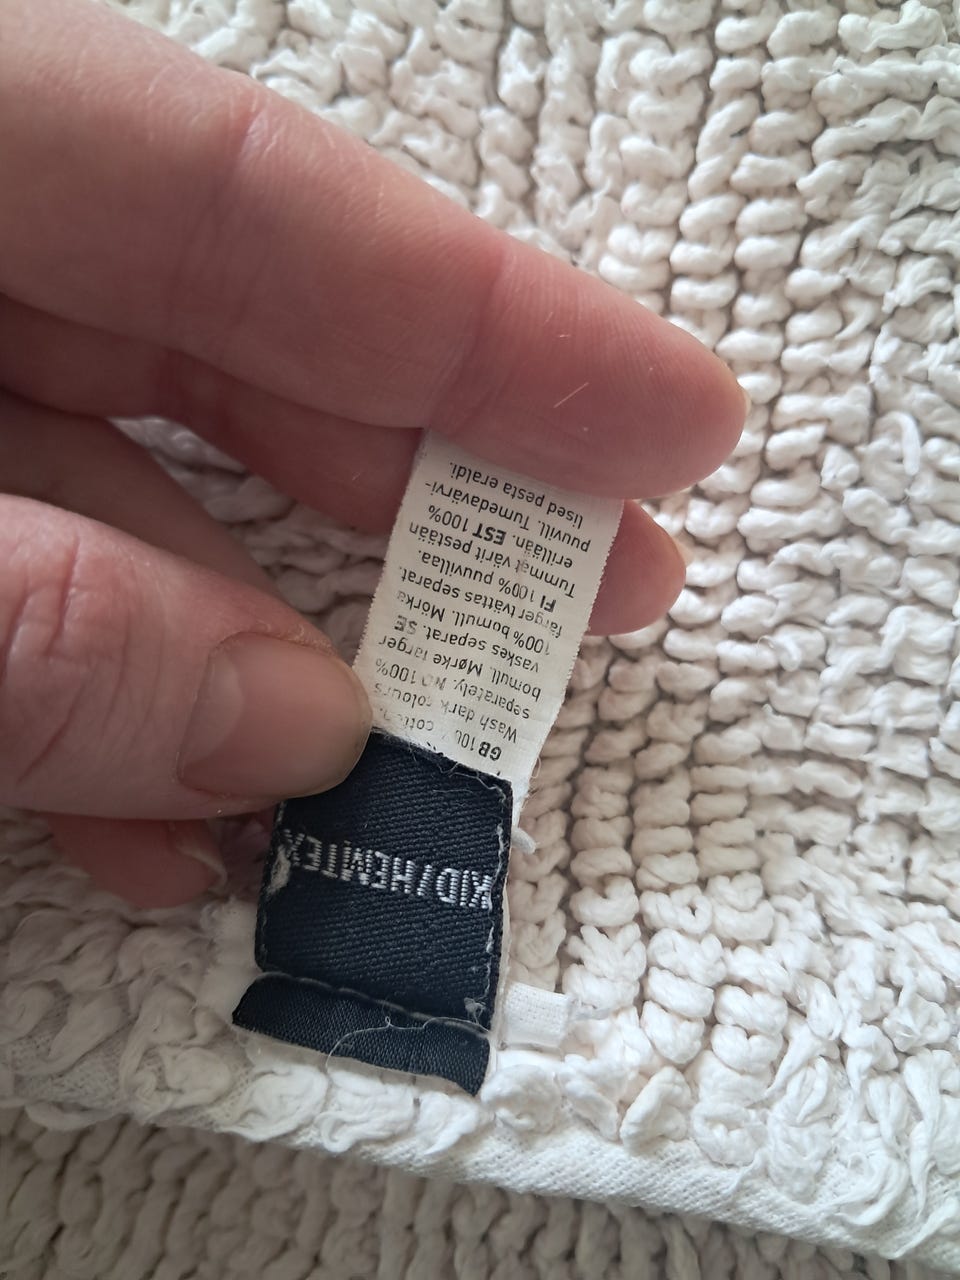 KID/HEMTEX
GB 100% cotton.
Wash dark colours
separately. NO 100%
bomull. Mørke farger
vaskes separat. SE
100% bomull. Mörka
färger tvättas separat.
FI 100% puuvillaa.
Tummat värit pestään
erillään. EST 100%
puuvill. Tumedavärvi-
lised pesta eraldi.